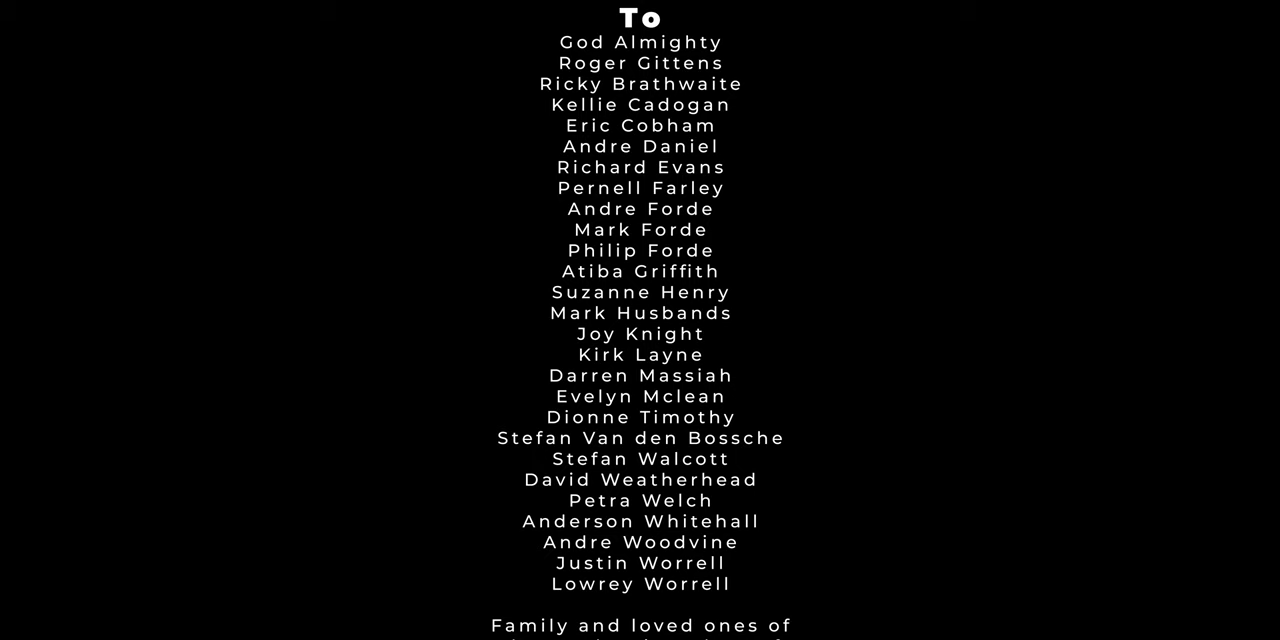 To
God Almighty
Roger Gittens
Ricky Brathwaite
Kellie Cadogan
Eric Cobham
Andre Daniel
Richard Evans
Pernell Farley
Andre Forde
Mark Forde
Philip Forde
Atiba Griffith
Suzanne Henry
Mark Husbands
Joy Knight
Kirk Layne
Darren Massiah
Evelyn Mclean
Dionne Timothy
Stefan Van den Bossche
Stefan Walcott
David Weatherhead
Petra Welch
Anderson Whitehall
Andre Woodvine
Justin Worrell
Lowrey Worrell
Family and loved ones of